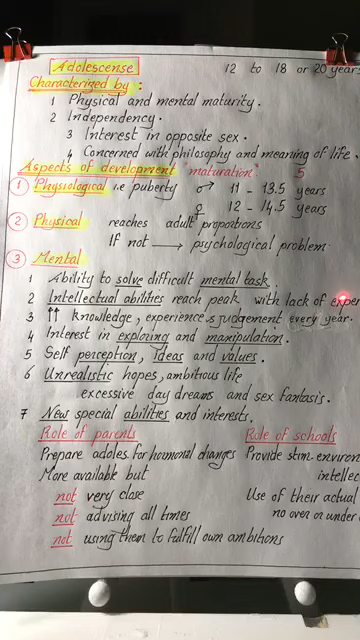 Adolescense 12 to 18 or 20 year
Characterized by :
1 Physical and mental maturity .
2 Independency .
3 Interest in opposite sex .
4 Concerned with philosophy and meaning of life .
Aspects of development "maturation" 5
1 Physiological i.e puberty ♂ 11 - 13.5 years
♀ 12 - 14.5 years
2 Physical reaches adult proportions
If not → psychological problem
3 Mental
1 Ability to solve difficult mental task .
2 Intellectual abilities reach peak with lack of exper
3 ↑↑ knowledge, experience & judgement every year .
4 Interest in exploring and manipulation .
5 Self perception, ideas and values .
6 Unrealistic hopes, ambitious life
excessive day dreams and sex fantasis .
7 New special abilities and interests .
Role of parents
Prepare adoles for hormonal changes
More available but
not very close
not advising all times
not using them to fulfill own ambitions
Role of schools
Provide stim. environ
intellec
Use of their actual
no over or under